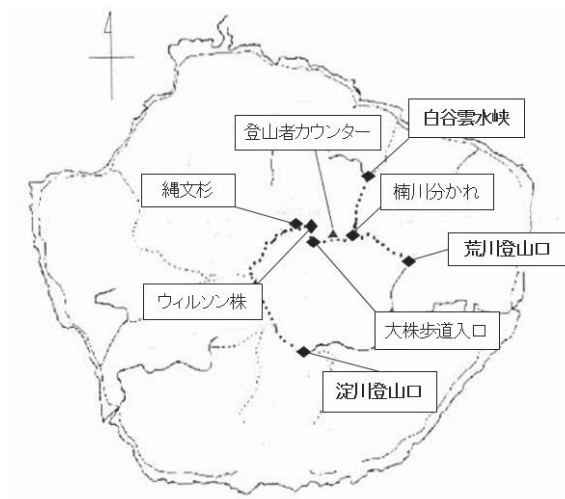 白谷雲水峡
登山者カウンター
縄文杉
楠川分かれ
荒川登山口
ウィルソン株
大株歩道入口
淀川登山口